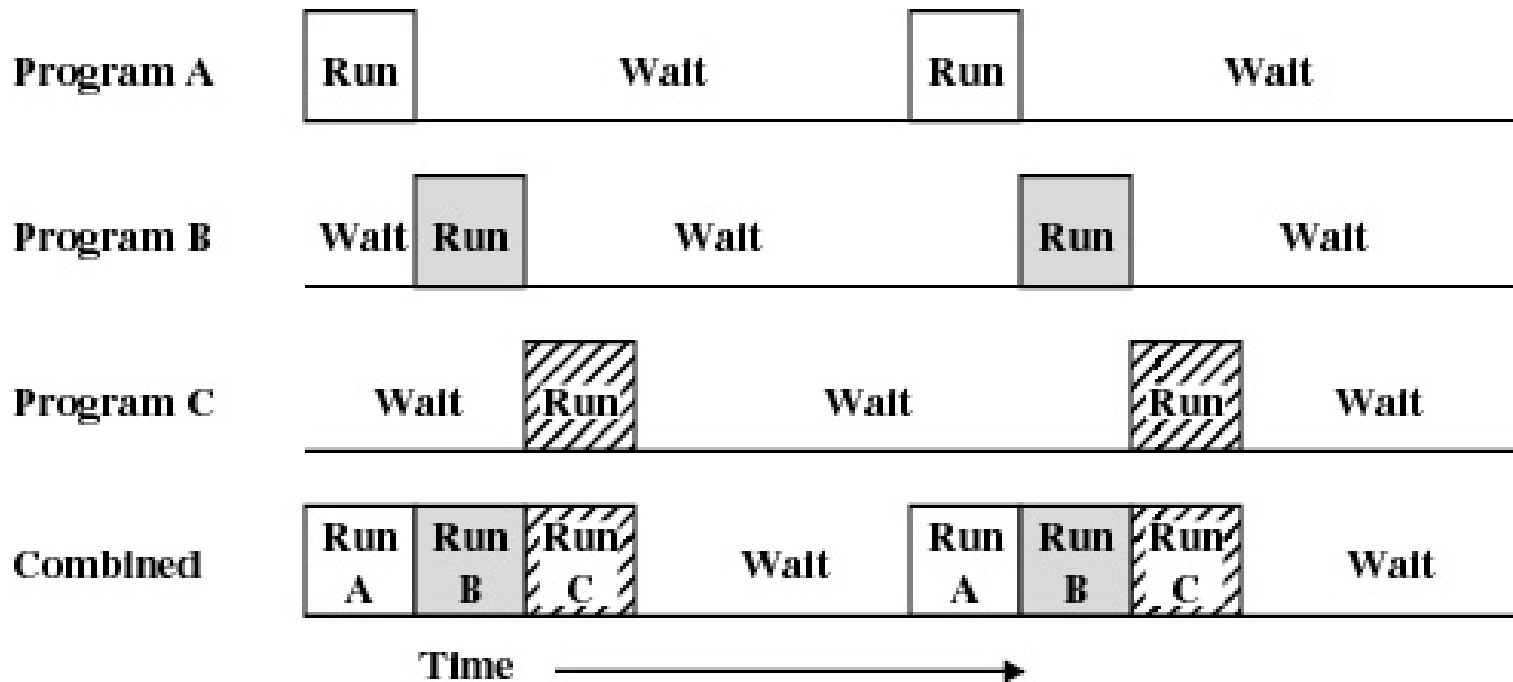 Program A Run Wait Run Wait
Program B Wait Run Wait Run Wait
Program C Wait Run Wait Run Wait
Combined Run A Run B Run C Wait Run A Run B Run C Wait
Time